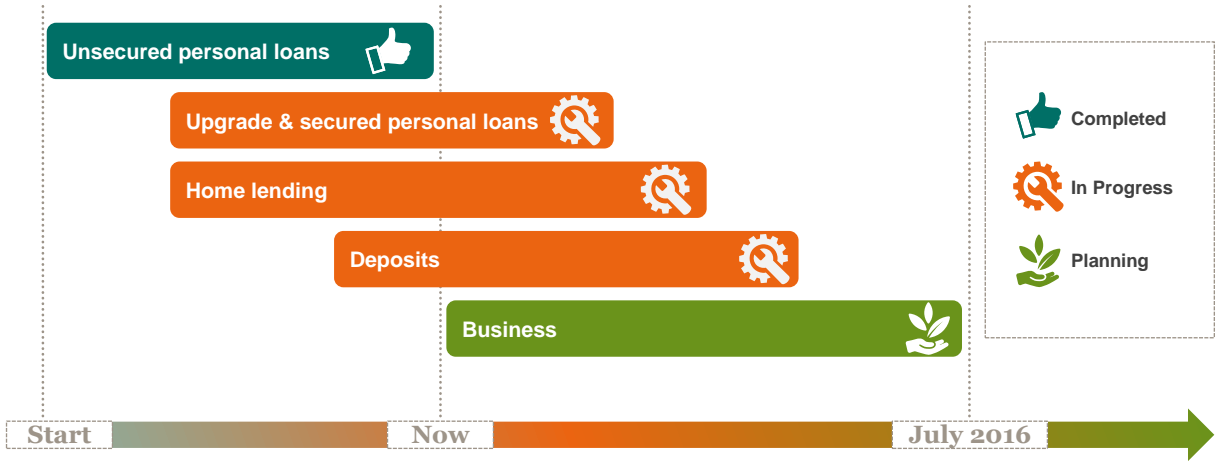 Unsecured personal loans
Upgrade & secured personal loans
Home lending
Deposits
Business
Completed
In Progress
Planning
Start
Now
July 2016